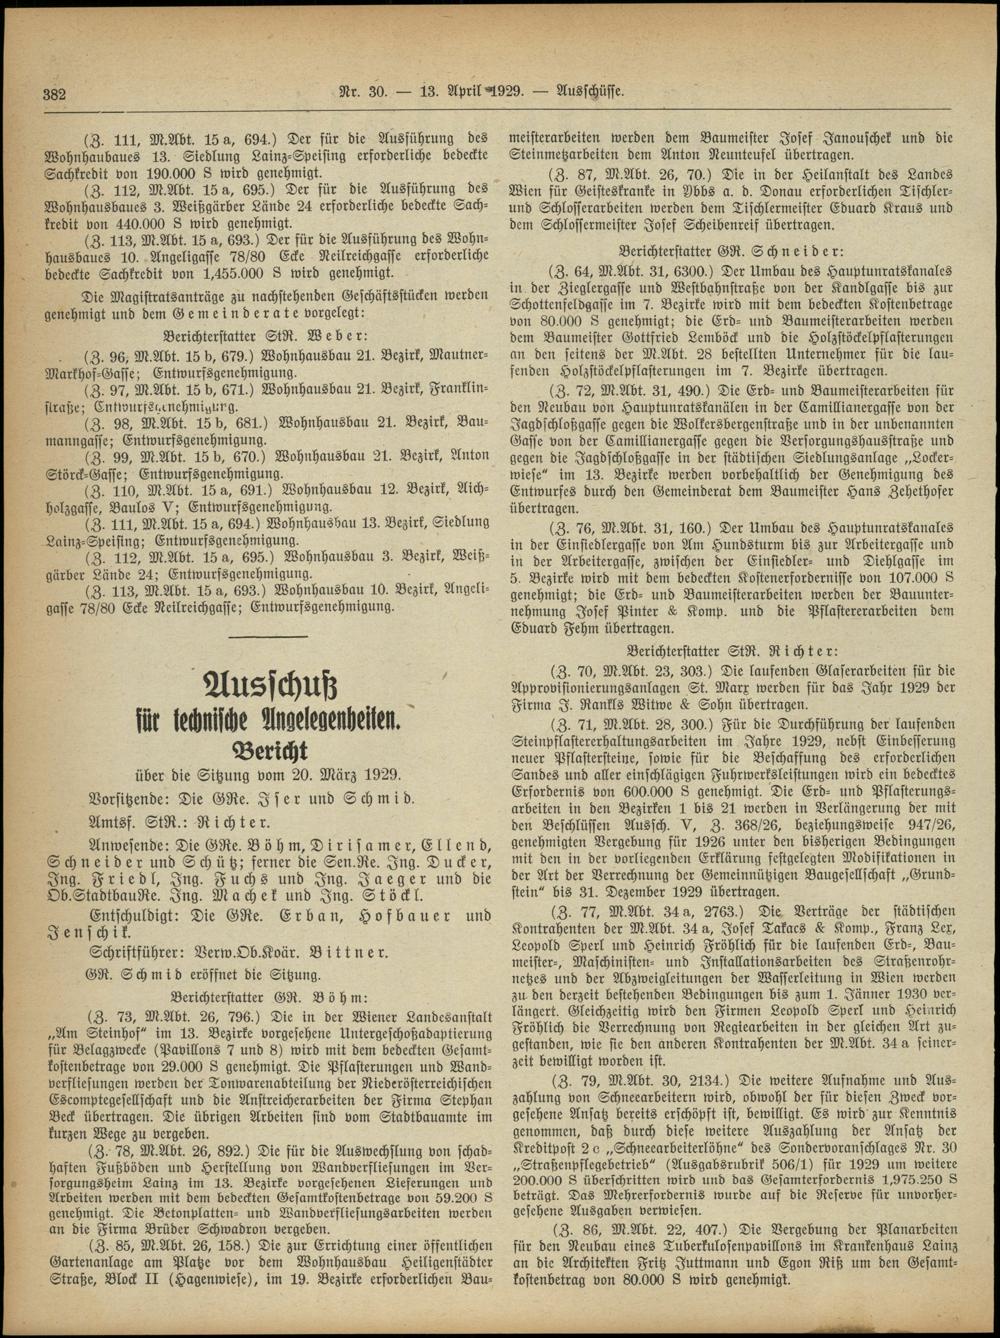 382
Nr. 30. — 13. April 1929. — Ausschüsse.
(Z. 111, M.Abt. 15 a, 694.) Der für die Ausführung des
Wohnhaubaues 13. Siedlung Lainz-Speising erforderliche bedeckte
Sachkredit von 190.000 S wird genehmigt.
(Z. 112, M.Abt. 15 a, 695.) Der für die Ausführung des
Wohnhausbaues 3. Weißgärber Lände 24 erforderliche bedeckte Sach-
kredit von 440.000 S wird genehmigt.
(Z. 113, M.Abt. 15 a, 693.) Der für die Ausführung des Wohn-
hausbaues 10. Angeligasse 78/80 Ecke Neilreichgasse erforderliche
bedeckte Sachkredit von 1,455.000 S wird genehmigt.
Die Magistratsanträge zu nachstehenden Geschäftsstücken werden
genehmigt und dem Gemeinderate vorgelegt:
Berichterstatter StR. Weber:
(Z. 96, M.Abt. 15 b, 679.) Wohnhausbau 21. Bezirk, Mautner-
Markhof-Gasse; Entwurfsgenehmigung.
(Z. 97, M.Abt. 15 b, 671.) Wohnhausbau 21. Bezirk, Franklin-
straße; Entwurfsgenehmigung.
(Z. 98, M.Abt. 15 b, 681.) Wohnhausbau 21. Bezirk, Bau-
manngasse; Entwurfsgenehmigung.
(Z. 99, M.Abt. 15 b, 670.) Wohnhausbau 21. Bezirk, Anton
Störck-Gasse; Entwurfsgenehmigung.
(Z. 110, M.Abt. 15 a, 691.) Wohnhausbau 12. Bezirk, Aich-
holzgasse, Baulos V; Entwurfsgenehmigung.
(Z. 111, M.Abt. 15 a, 694.) Wohnhausbau 13. Bezirk, Siedlung
Lainz-Speising; Entwurfsgenehmigung.
(Z. 112, M.Abt. 15 a, 695.) Wohnhausbau 3. Bezirk, Weiß-
gärber Lände 24; Entwurfsgenehmigung.
(Z. 113, M.Abt. 15 a, 693.) Wohnhausbau 10. Bezirk, Angeli-
gasse 78/80 Ecke Neilreichgasse; Entwurfsgenehmigung.
Ausschuß
für technische Angelegenheiten.
Bericht
über die Sitzung vom 20. März 1929.
Vorsitzende: Die GRe. Iser und Schmid.
Amtsf. StR.: Richter.
Anwesende: Die GRe. Böhm, Dirisamer, Ellend,
Schneider und Schütz; ferner die Sen.Re. Ing. Ducker,
Ing. Friedl, Ing. Fuchs und Ing. Jaeger und die
Ob.StadtbauRe. Ing. Machek und Ing. Stöckl.
Entschuldigt: Die GRe. Erban, Hofbauer und
Jenschik.
Schriftführer: Verw.Ob.Koär. Bittner.
GR. Schmid eröffnet die Sitzung.
Berichterstatter GR. Böhm:
(Z. 73, M.Abt. 26, 796.) Die in der Wiener Landesanstalt
„Am Steinhof“ im 13. Bezirke vorgesehene Untergeschoßadaptierung
für Belagzwecke (Pavillons 7 und 8) wird mit dem bedeckten Gesamt-
kostenbetrage von 29.000 S genehmigt. Die Pflasterungen und Wand-
verfliesungen werden der Tonwarenabteilung der Niederösterreichischen
Escomptegesellschaft und die Anstreicherarbeiten der Firma Stephan
Beck übertragen. Die übrigen Arbeiten sind vom Stadtbauamte im
kurzen Wege zu vergeben.
(Z. 78, M.Abt. 26, 892.) Die für die Auswechslung von schad-
haften Fußböden und Herstellung von Wandverfliesungen im Ver-
sorgungsheim Lainz im 13. Bezirke vorgesehenen Lieferungen und
Arbeiten werden mit dem bedeckten Gesamtkostenbetrage von 59.200 S
genehmigt. Die Betonplatten- und Wandverfliesungsarbeiten werden
an die Firma Brüder Schwadron vergeben.
(Z. 85, M.Abt. 26, 158.) Die zur Errichtung einer öffentlichen
Gartenanlage am Platze vor dem Wohnhausbau Heiligenstädter
Straße, Block II (Hagenwiese), im 19. Bezirke erforderlichen Bau-
meisterarbeiten werden dem Baumeister Josef Janouschek und die
Steinmetzarbeiten dem Anton Neunteufel übertragen.
(Z. 87, M.Abt. 26, 70.) Die in der Heilanstalt des Landes
Wien für Geisteskranke in Ybbs a. d. Donau erforderlichen Tischler-
und Schlosserarbeiten werden dem Tischlermeister Eduard Kraus und
dem Schlossermeister Josef Scheibenreif übertragen.
Berichterstatter GR. Schneider:
(Z. 64, M.Abt. 31, 6300.) Der Umbau des Hauptunratskanales
in der Zieglergasse und Westbahnstraße von der Kandlgasse bis zur
Schottenfeldgasse im 7. Bezirke wird mit dem bedeckten Kostenbetrage
von 80.000 S genehmigt; die Erd- und Baumeisterarbeiten werden
dem Baumeister Gottfried Lemböck und die Holzstöckelpflasterungen
an den seitens der M.Abt. 28 bestellten Unternehmer für die lau-
fenden Holzstöckelpflasterungen im 7. Bezirke übertragen.
(Z. 72, M.Abt. 31, 490.) Die Erd- und Baumeisterarbeiten für
den Neubau von Hauptunratskanälen in der Camillianergasse von der
Jagdschloßgasse gegen die Wolkersbergenstraße und in der unbenannten
Gasse von der Camillianergasse gegen die Versorgungshausstraße und
gegen die Jagdschloßgasse in der städtischen Siedlungsanlage „Locker-
wiese“ im 13. Bezirke werden vorbehaltlich der Genehmigung des
Entwurfes durch den Gemeinderat dem Baumeister Hans Zehethofer
übertragen.
(Z. 76, M.Abt. 31, 160.) Der Umbau des Hauptunratskanales
in der Einsiedlergasse von Am Hundsturm bis zur Arbeitergasse und
in der Arbeitergasse, zwischen der Einsiedler- und Diehlgasse im
5. Bezirke wird mit dem bedeckten Kostenerfordernisse von 107.000 S
genehmigt; die Erd- und Baumeisterarbeiten werden der Bauunter-
nehmung Josef Pinter & Komp. und die Pflastererarbeiten dem
Eduard Fehm übertragen.
Berichterstatter StR. Richter:
(Z. 70, M.Abt. 23, 303.) Die laufenden Glaserarbeiten für die
Approvisionierungsanlagen St. Marx werden für das Jahr 1929 der
Firma J. Rankls Witwe & Sohn übertragen.
(Z. 71, M.Abt. 28, 300.) Für die Durchführung der laufenden
Steinpflastererhaltungsarbeiten im Jahre 1929, nebst Einbesserung
neuer Pflastersteine, sowie für die Beschaffung des erforderlichen
Sandes und aller einschlägigen Fuhrwerksleistungen wird ein bedecktes
Erfordernis von 600.000 S genehmigt. Die Erd- und Pflasterungs-
arbeiten in den Bezirken 1 bis 21 werden in Verlängerung der mit
den Beschlüssen Aussch. V, Z. 368/26, beziehungsweise 947/26,
genehmigten Vergebung für 1926 unter den bisherigen Bedingungen
mit den in der vorliegenden Erklärung festgelegten Modifikationen in
der Art der Verrechnung der Gemeinnützigen Baugesellschaft „Grund-
stein“ bis 31. Dezember 1929 übertragen.
(Z. 77, M.Abt. 34 a, 2763.) Die Verträge der städtischen
Kontrahenten der M.Abt. 34 a, Josef Takacs & Komp., Franz Lex,
Leopold Sperl und Heinrich Fröhlich für die laufenden Erd-, Bau-
meister-, Maschinisten- und Installationsarbeiten des Straßenrohr-
netzes und der Abzweigleitungen der Wasserleitung in Wien werden
zu den derzeit bestehenden Bedingungen bis zum 1. Jänner 1930 ver-
längert. Gleichzeitig wird den Firmen Leopold Sperl und Heinrich
Fröhlich die Verrechnung von Regiearbeiten in der gleichen Art zu-
gestanden, wie sie den anderen Kontrahenten der M.Abt. 34 a seiner-
zeit bewilligt worden ist.
(Z. 79, M.Abt. 30, 2134.) Die weitere Aufnahme und Aus-
zahlung von Schneearbeitern wird, obwohl der für diesen Zweck vor-
gesehene Ansatz bereits erschöpft ist, bewilligt. Es wird zur Kenntnis
genommen, daß durch diese weitere Auszahlung der Ansatz der
Kreditpost 2 c „Schneearbeiterlöhne“ des Sondervoranschlages Nr. 30
„Straßenpflegebetrieb“ (Ausgabsrubrik 506/1) für 1929 um weitere
200.000 S überschritten wird und das Gesamterfordernis 1,975.250 S
beträgt. Das Mehrerfordernis wurde auf die Reserve für unvorher-
gesehene Ausgaben verwiesen.
(Z. 86, M.Abt. 22, 407.) Die Vergebung der Planarbeiten
für den Neubau eines Tuberkulosenpavillons im Krankenhaus Lainz
an die Architekten Fritz Juttmann und Egon Riß um den Gesamt-
kostenbetrag von 80.000 S wird genehmigt.